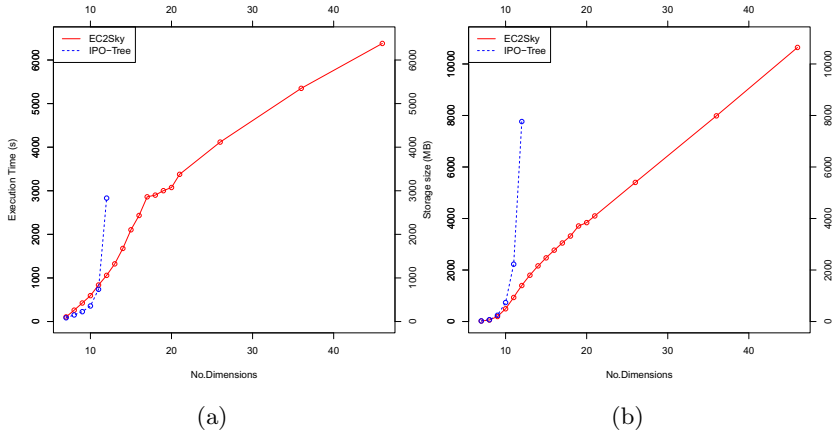 10 20 30 40
10 20 30 40
EC2Sky
IPO−Tree
EC2Sky
IPO−Tree
Execution Time (s)
0 1000 2000 3000 4000 5000 6000
0 1000 2000 3000 4000 5000 6000
Storage size (MB)
0 2000 4000 6000 8000 10000
0 2000 4000 6000 8000 10000
10 20 30 40
10 20 30 40
No.Dimensions
No.Dimensions
(a)
(b)